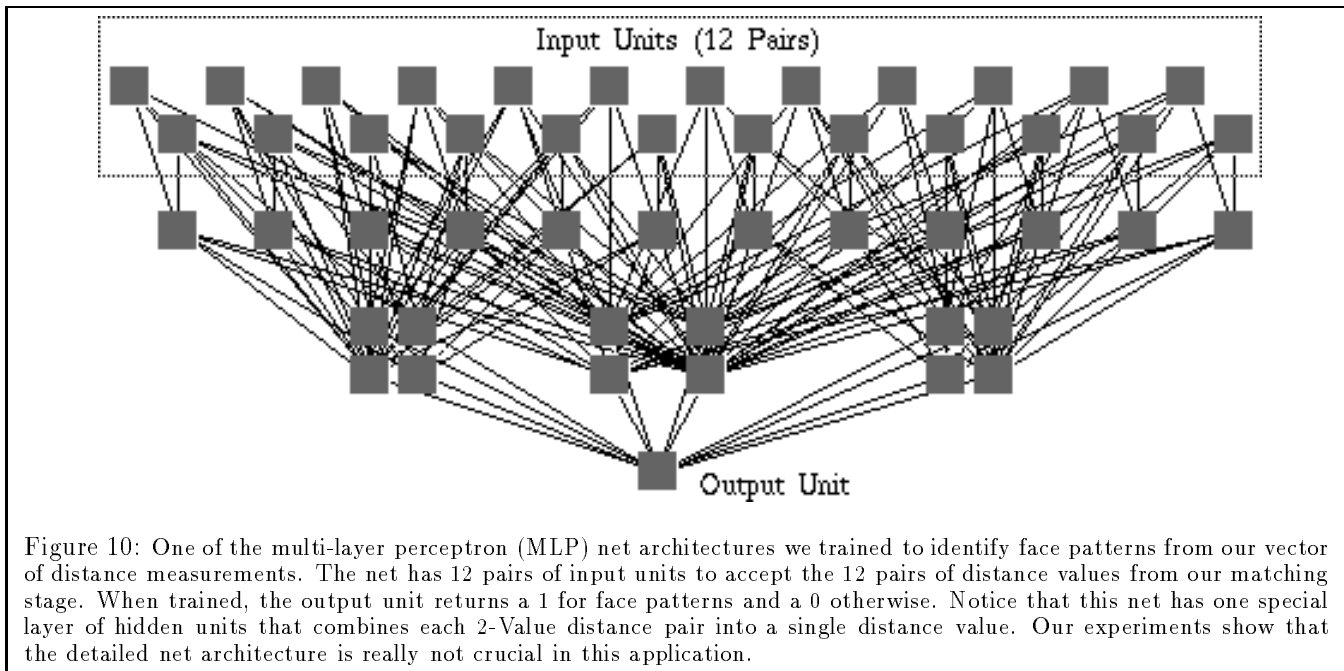 Input Units (12 Pairs)
Output Unit
Figure 10: One of the multi-layer perceptron (MLP) net architectures we trained to identify face patterns from our vector
of distance measurements. The net has 12 pairs of input units to accept the 12 pairs of distance values from our matching
stage. When trained, the output unit returns a 1 for face patterns and a 0 otherwise. Notice that this net has one special
layer of hidden units that combines each 2-Value distance pair into a single distance value. Our experiments show that
the detailed net architecture is really not crucial in this application.